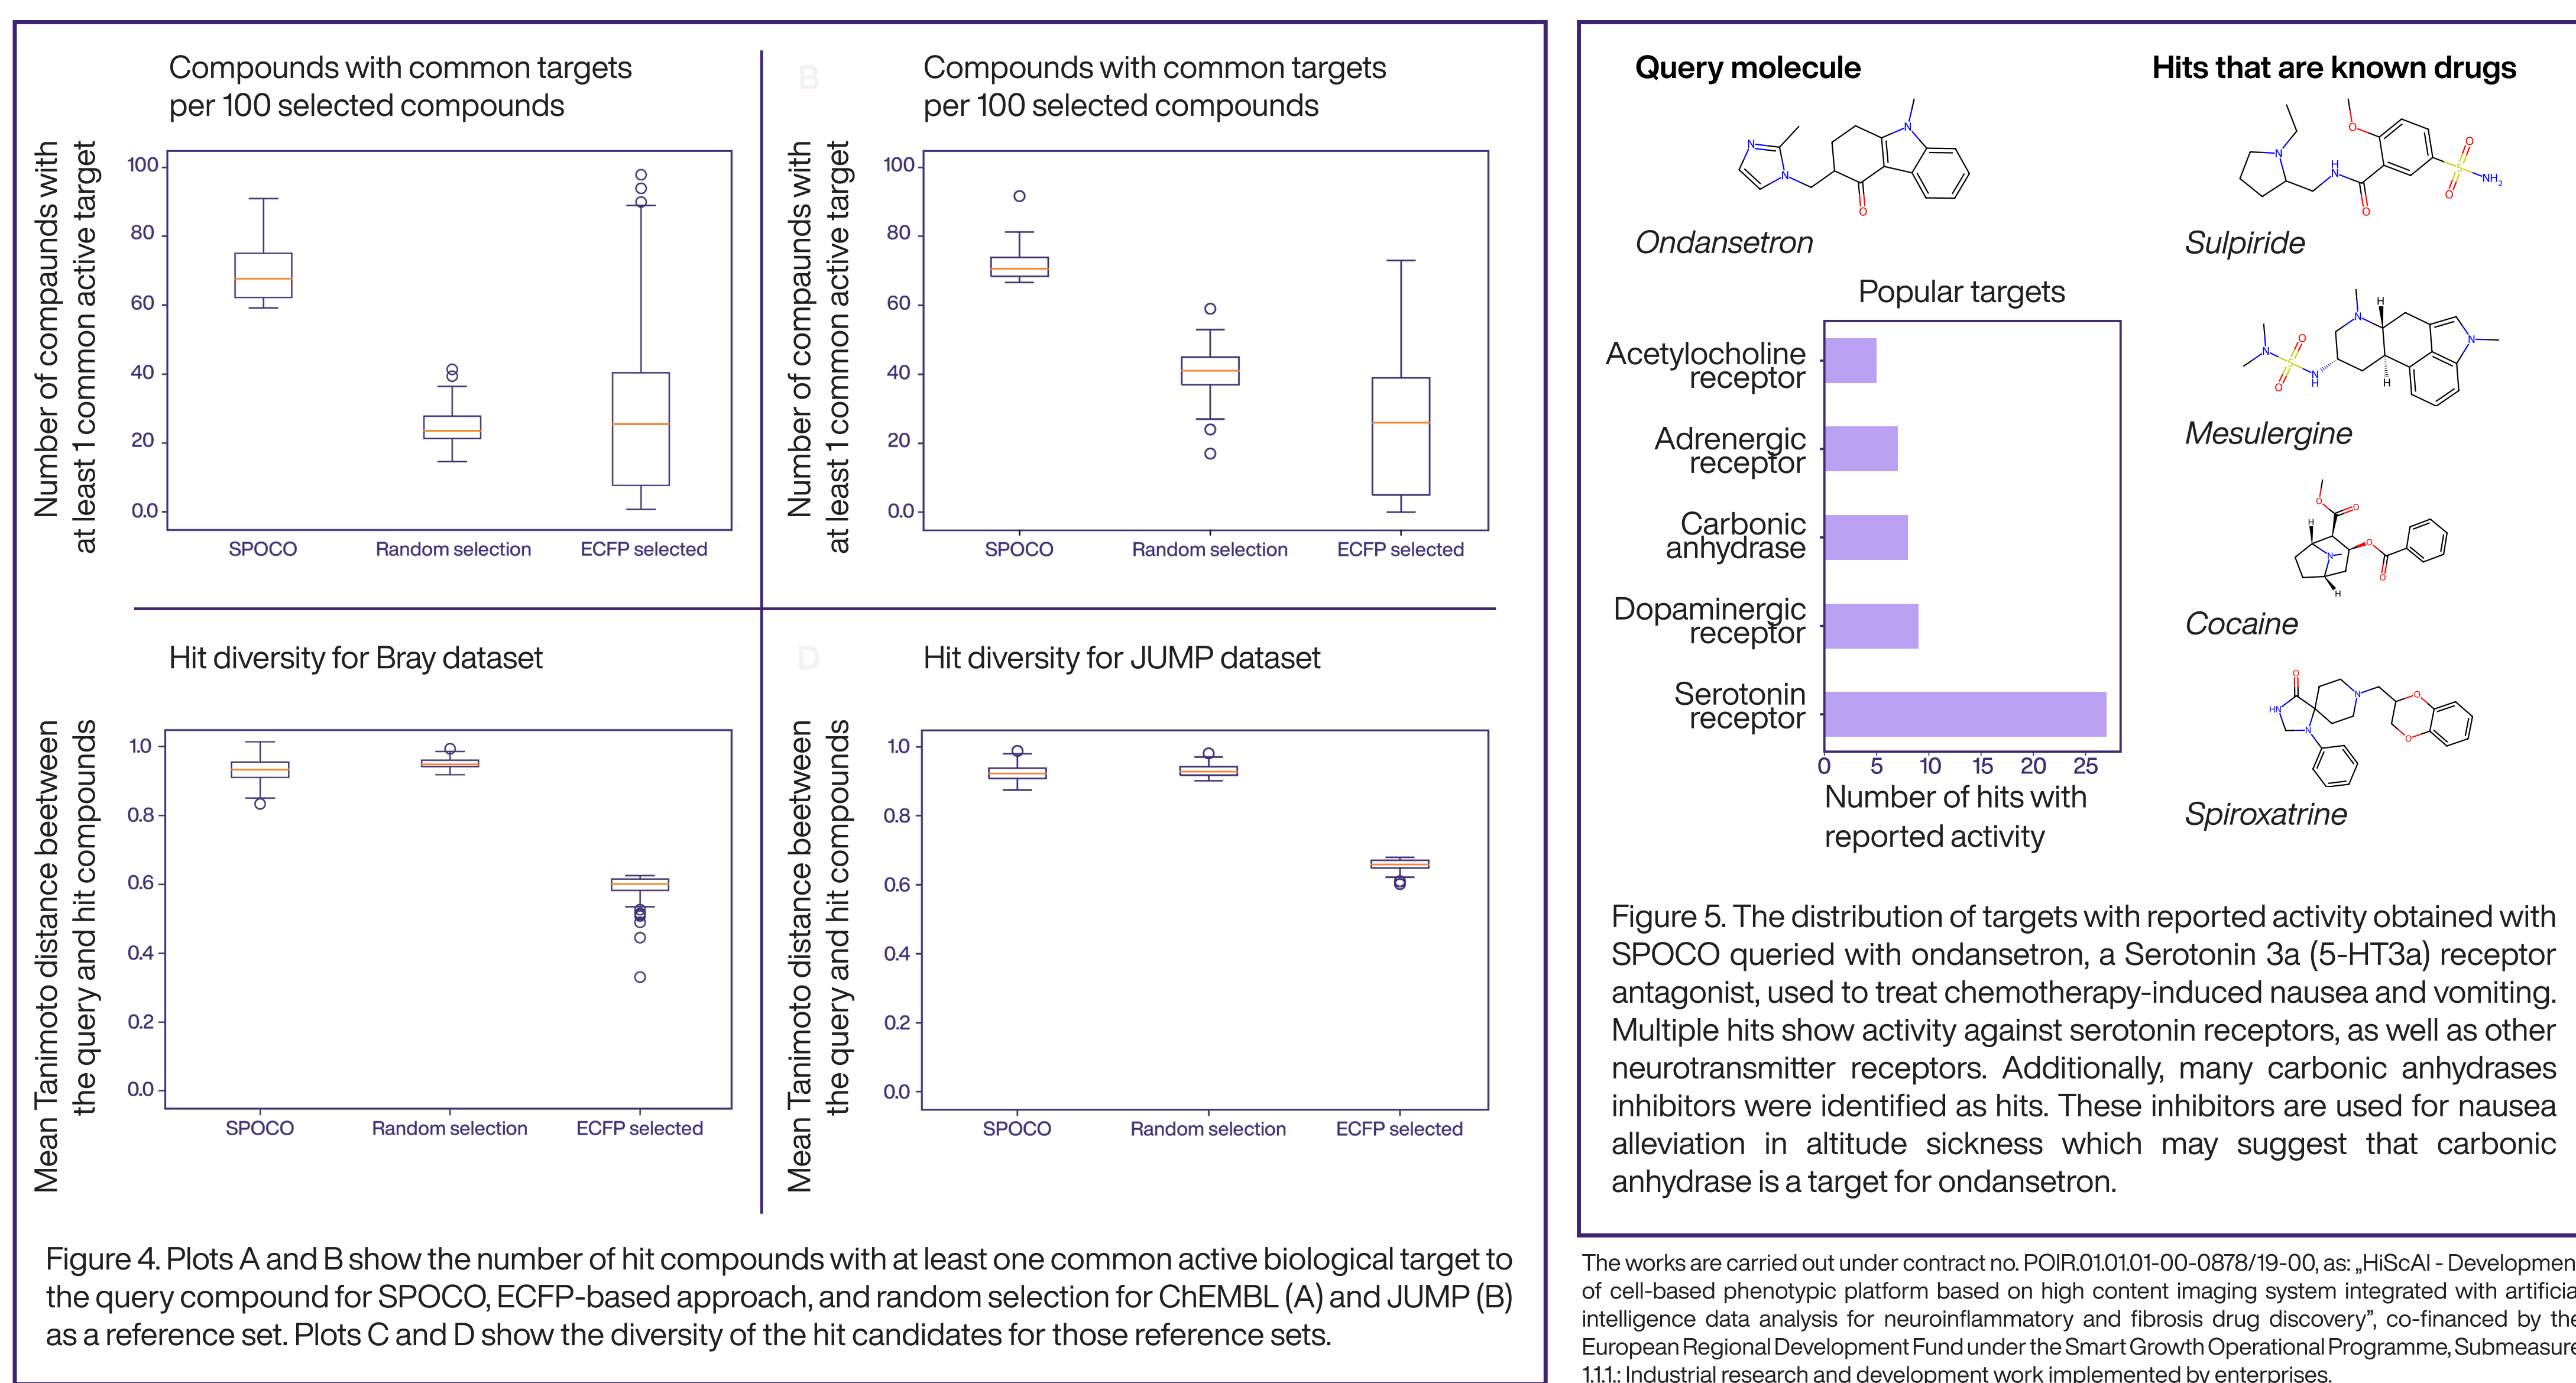 Compounds with common targets
per 100 selected compounds
Number of compaunds with
at least 1 common active target
100
80
60
40
20
0.0
SPOCO
Random selection
ECFP selected
B
Compounds with common targets
per 100 selected compounds
Number of compaunds with
at least 1 common active target
100
80
60
40
20
0.0
SPOCO
Random selection
ECFP selected
Hit diversity for Bray dataset
Mean Tanimoto distance beetween
the query and hit compounds
1.0
0.8
0.6
0.4
0.2
0.0
SPOCO
Random selection
ECFP selected
D
Hit diversity for JUMP dataset
Mean Tanimoto distance beetween
the query and hit compounds
1.0
0.8
0.6
0.4
0.2
0.0
SPOCO
Random selection
ECFP selected
Figure 4. Plots A and B show the number of hit compounds with at least one common active biological target to
the query compound for SPOCO, ECFP-based approach, and random selection for ChEMBL (A) and JUMP (B)
as a reference set. Plots C and D show the diversity of the hit candidates for those reference sets.
Query molecule
N
N
N
O
Ondansetron
Popular targets
Acetylocholine
receptor
Adrenergic
receptor
Carbonic
anhydrase
Dopaminergic
receptor
Serotonin
receptor
0 5 10 15 20 25
Number of hits with
reported activity
Hits that are known drugs
N
O
H
N
O
O
S
O
NH2
Sulpiride
N
H
N
O
S
O
N
H
H
N
Mesulergine
O
O
H
N
O
O
H
Cocaine
O
HN
N
N
O
O
Spiroxatrine
Figure 5. The distribution of targets with reported activity obtained with
SPOCO queried with ondansetron, a Serotonin 3a (5-HT3a) receptor
antagonist, used to treat chemotherapy-induced nausea and vomiting.
Multiple hits show activity against serotonin receptors, as well as other
neurotransmitter receptors. Additionally, many carbonic anhydrases
inhibitors were identified as hits. These inhibitors are used for nausea
alleviation in altitude sickness which may suggest that carbonic
anhydrase is a target for ondansetron.
The works are carried out under contract no. POIR.01.01.01-00-0878/19-00, as: „HiScAI - Developmen
of cell-based phenotypic platform based on high content imaging system integrated with artificia
intelligence data analysis for neuroinflammatory and fibrosis drug discovery”, co-financed by the
European Regional Development Fund under the Smart Growth Operational Programme, Submeasure
1.1.1.: Industrial research and development work implemented by enterprises.